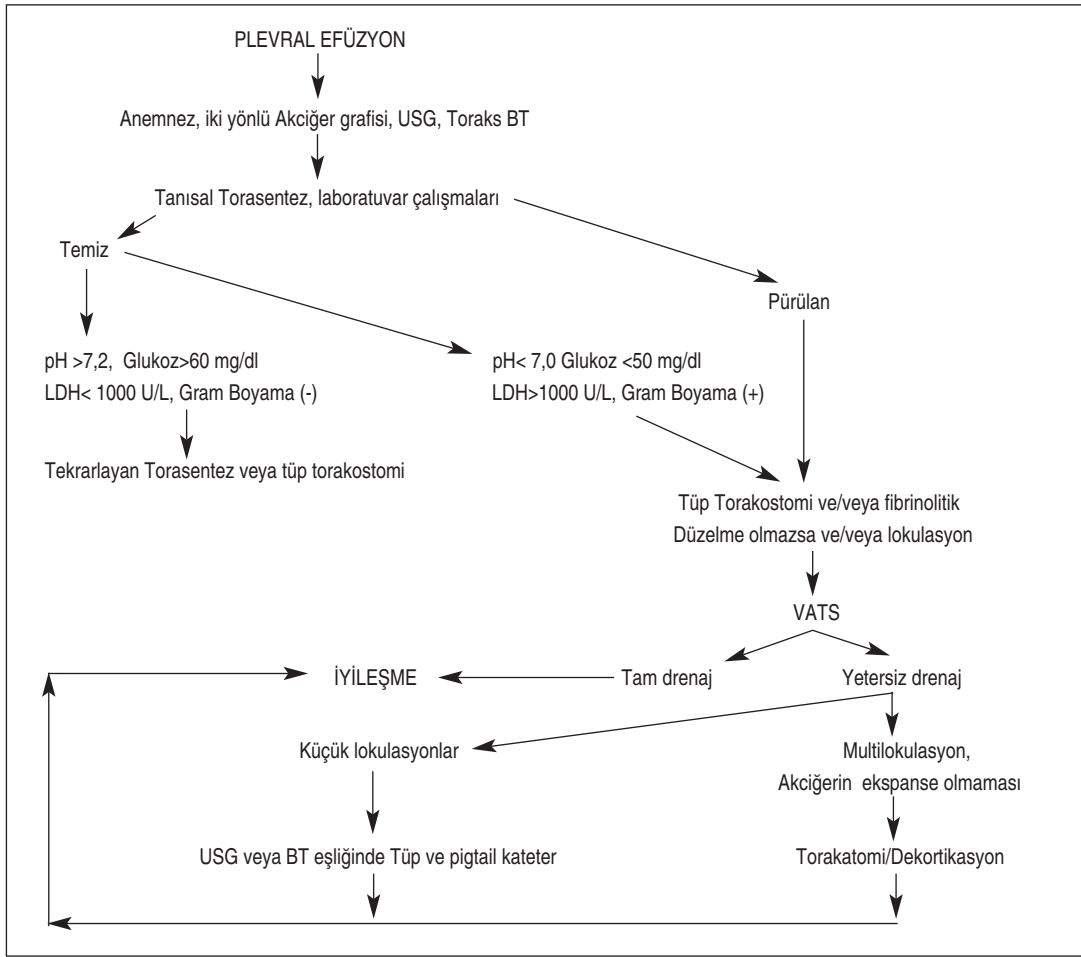 PLEVRAL EFÜZYON
Anemnez, iki yönlü Akciğer grafisi, USG, Toraks BT
Tanısal Torasentez, laboratuvar çalışmaları
Temiz
Pürülan
pH >7,2, Glukoz>60 mg/dl
LDH< 1000 U/L, Gram Boyama (-)
pH< 7,0 Glukoz <50 mg/dl
LDH>1000 U/L, Gram Boyama (+)
Tekrarlayan Torasentez veya tüp torakostomi
Tüp Torakostomi ve/veya fibrinolitik
Düzelme olmazsa ve/veya lokulasyon
VATS
İYİLEŞME
Tam drenaj
Yetersiz drenaj
Küçük lokulasyonlar
Multilokulasyon,
Akciğerin ekspanse olmaması
USG veya BT eşliğinde Tüp ve pigtail kateter
Torakatomi/Dekortikasyon